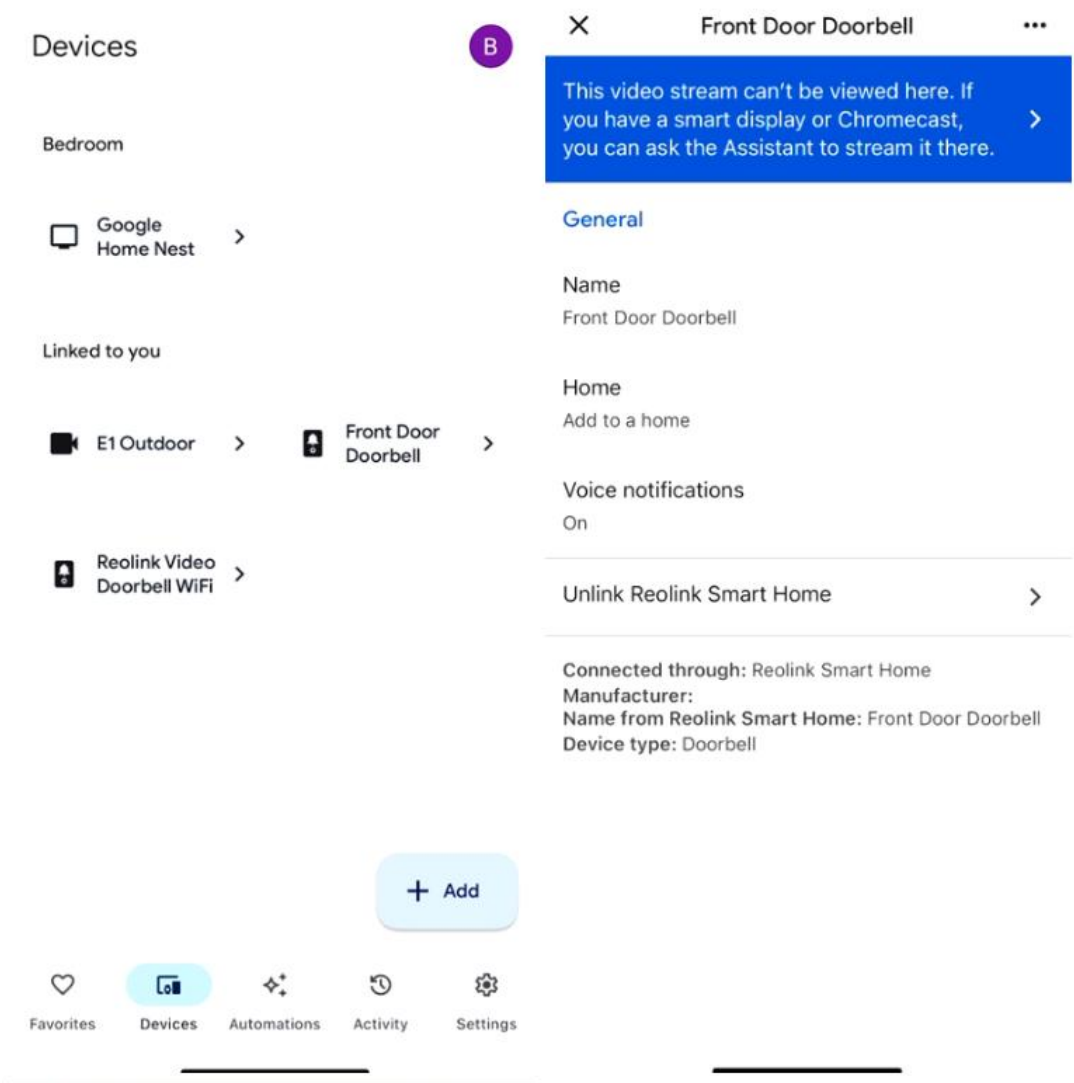 Devices
B
Bedroom
Google
Home Nest
Linked to you
E1 Outdoor
Front Door
Doorbell
Reolink Video
Doorbell WiFi
+ Add
Favorites
Devices
Automations
Activity
Settings
Front Door Doorbell
This video stream can't be viewed here. If
you have a smart display or Chromecast,
you can ask the Assistant to stream it there.
General
Name
Front Door Doorbell
Home
Add to a home
Voice notifications
On
Unlink Reolink Smart Home
Connected through: Reolink Smart Home
Manufacturer:
Name from Reolink Smart Home: Front Door Doorbell
Device type: Doorbell